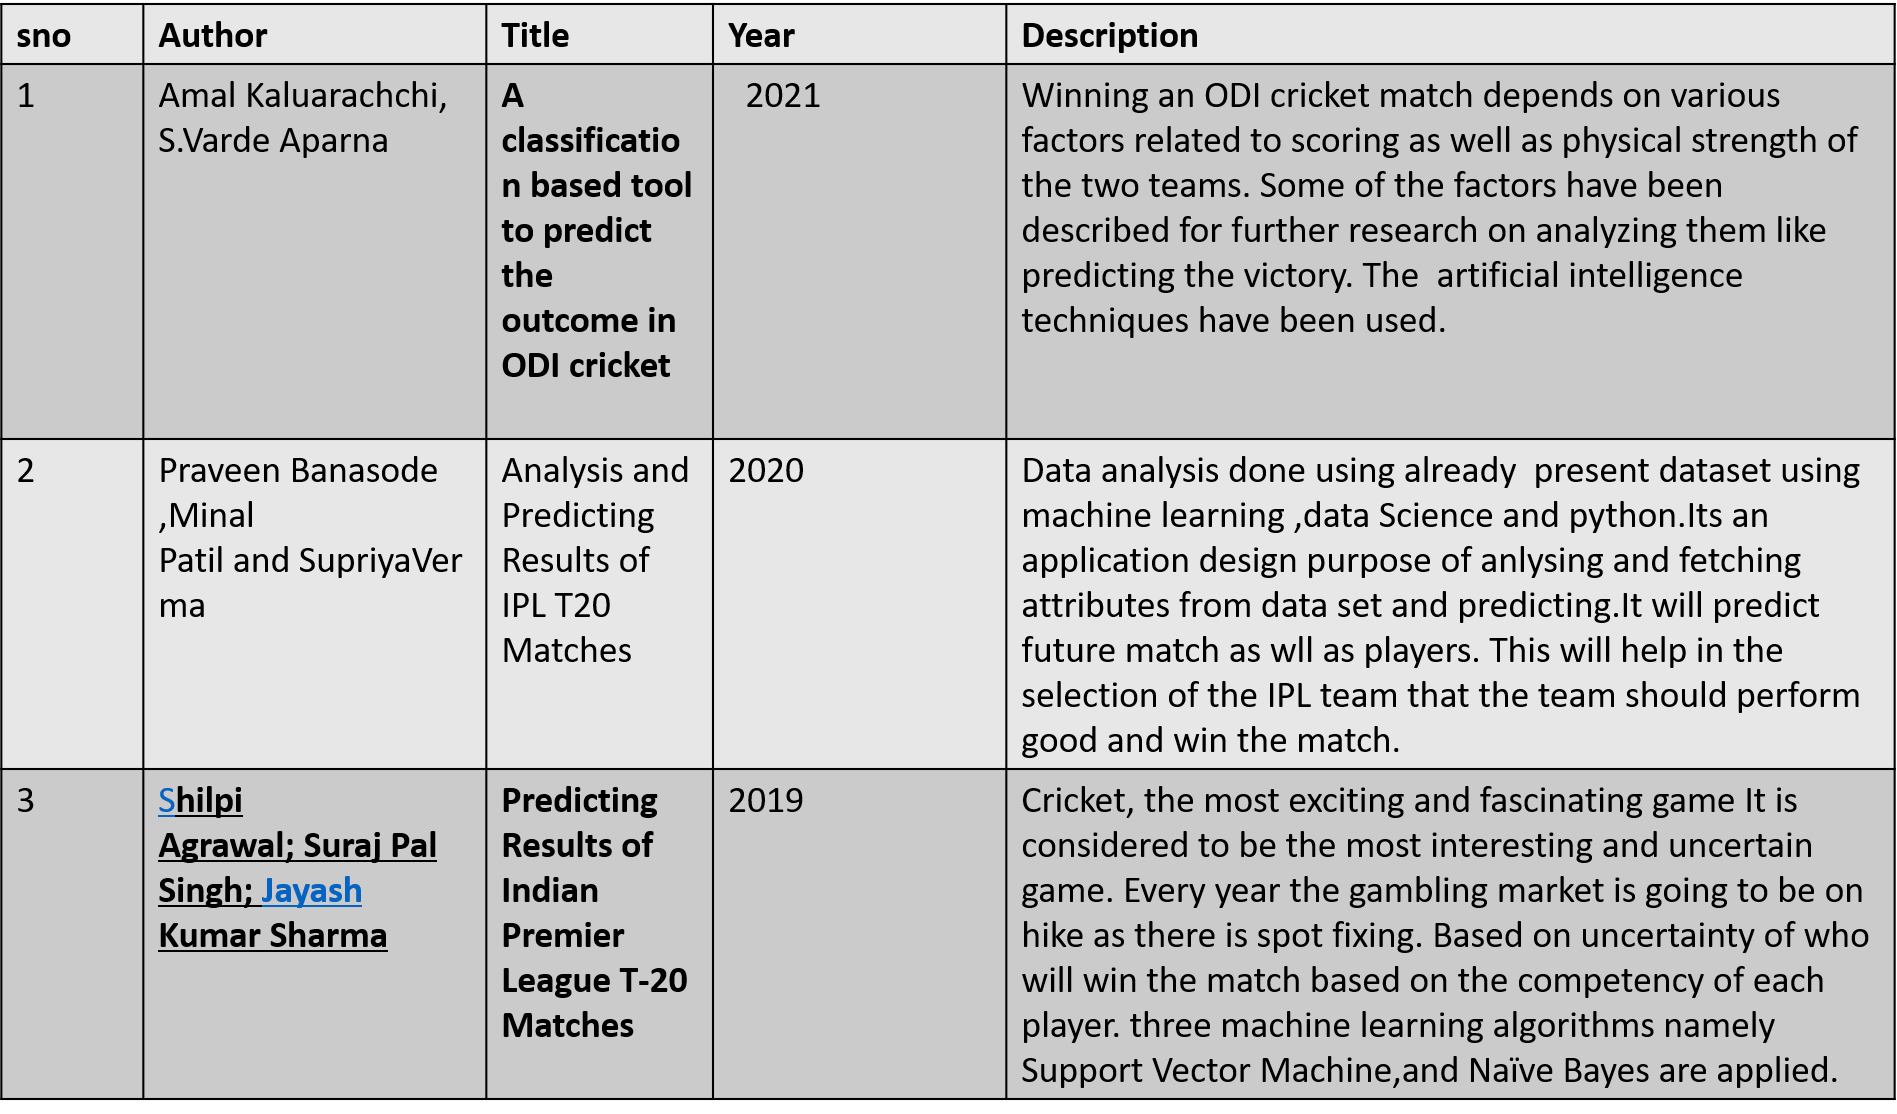 sno Author Title Year Description
1
Amal Kaluarachchi,
S.Varde Aparna
A
classificatio
n based tool
to predict
the
outcome in
ODI cricket
2021
Winning an ODI cricket match depends on various
factors related to scoring as well as physical strength of
the two teams. Some of the factors have been
described for further research on analyzing them like
predicting the victory. The  artificial intelligence
techniques have been used.
2
Praveen Banasode
,Minal
Patil and SupriyaVer
ma
Analysis and
Predicting
Results of
IPL T20
Matches
2020
Data analysis done using already  present dataset using
machine learning ,data Science and python.Its an
application design purpose of anlysing and fetching
attributes from data set and predicting.It will predict
future match as wll as players. This will help in the
selection of the IPL team that the team should perform
good and win the match.
3
Shilpi
Agrawal; Suraj Pal
Singh; Jayash
Kumar Sharma
Predicting
Results of
Indian
Premier
League T-20
Matches
2019
Cricket, the most exciting and fascinating game It is
considered to be the most interesting and uncertain
game. Every year the gambling market is going to be on
hike as there is spot fixing. Based on uncertainty of who
will win the match based on the competency of each
player. three machine learning algorithms namely
Support Vector Machine,and Naïve Bayes are applied.